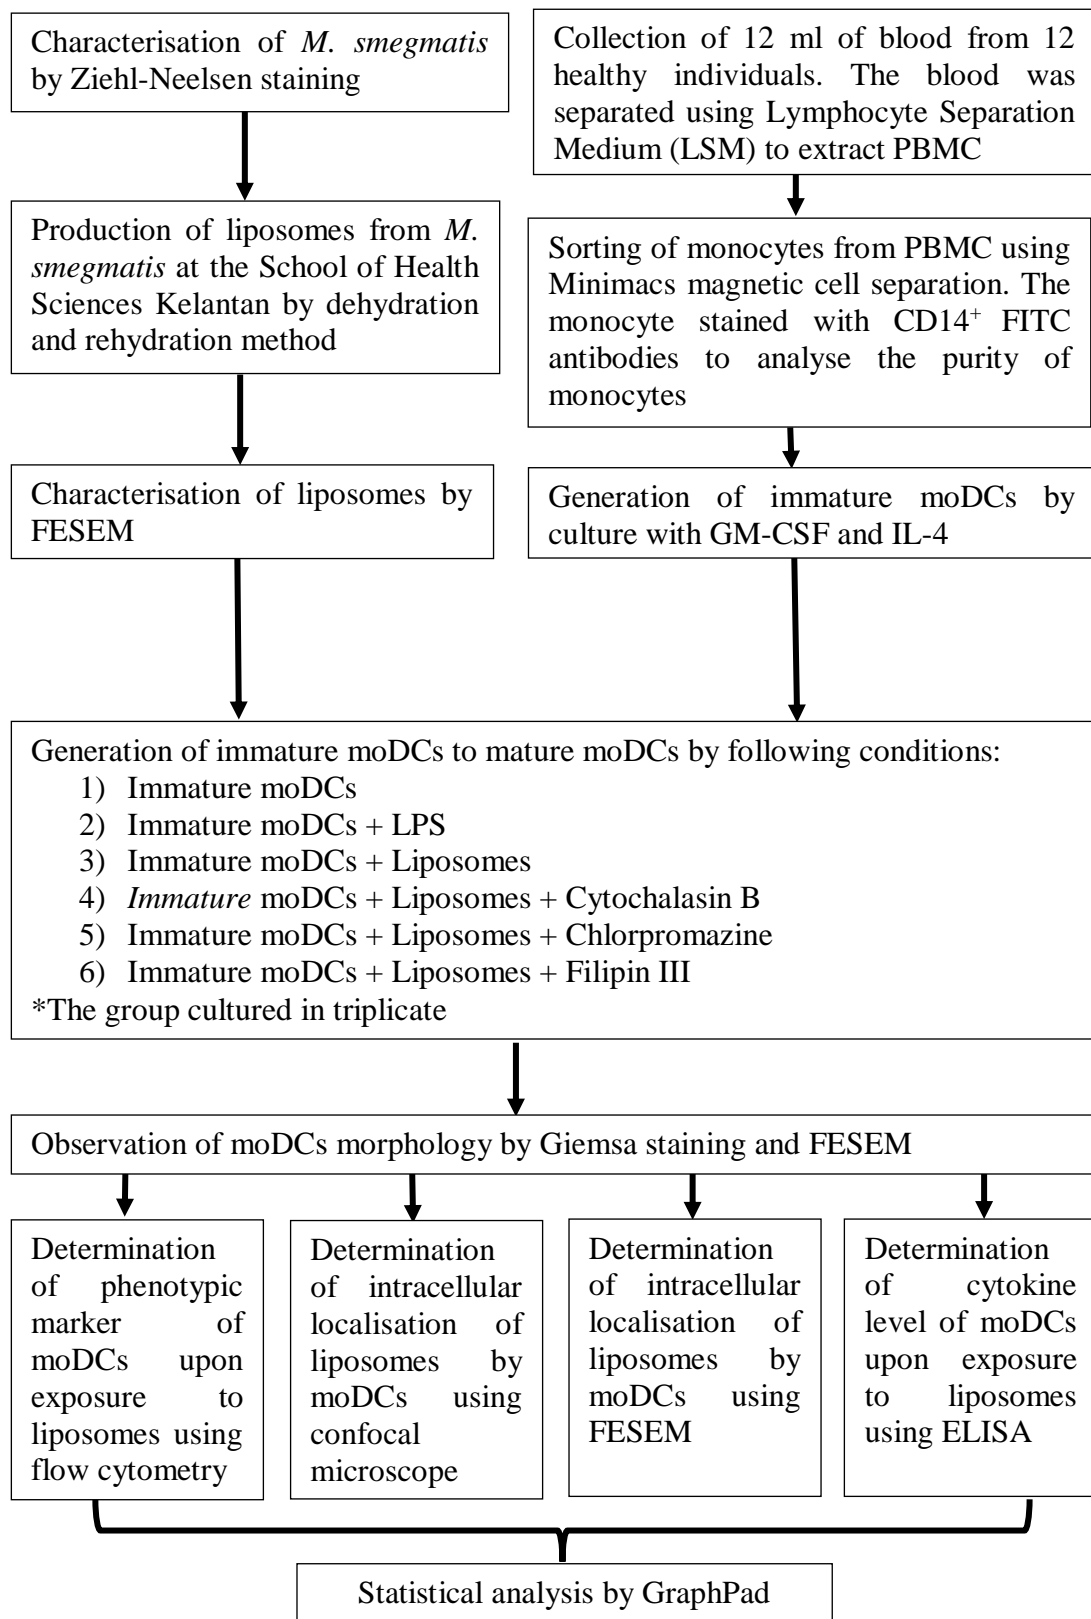 Characterisation of M. smegmatis
by Ziehl-Neelsen staining
Collection of 12 ml of blood from 12
healthy individuals. The blood was
separated using Lymphocyte Separation
Medium (LSM) to extract PBMC
Production of liposomes from M.
smegmatis at the School of Health
Sciences Kelantan by dehydration
and rehydration method
Sorting of monocytes from PBMC using
Minimacs magnetic cell separation. The
monocyte stained with CD14⁺ FITC
antibodies to analyse the purity of
monocytes
Characterisation of liposomes by
FESEM
Generation of immature moDCs by
culture with GM-CSF and IL-4
Generation of immature moDCs to mature moDCs by following conditions:
1) Immature moDCs
2) Immature moDCs + LPS
3) Immature moDCs + Liposomes
4) Immature moDCs + Liposomes + Cytochalasin B
5) Immature moDCs + Liposomes + Chlorpromazine
6) Immature moDCs + Liposomes + Filipin III
*The group cultured in triplicate
Observation of moDCs morphology by Giemsa staining and FESEM
Determination
of phenotypic
marker of
moDCs upon
exposure to
liposomes using
flow cytometry
Determination
of intracellular
localisation of
liposomes by
moDCs using
confocal
microscope
Determination
of intracellular
localisation of
liposomes by
moDCs using
FESEM
Determination
of cytokine
level of moDCs
upon exposure
to liposomes
using ELISA
Statistical analysis by GraphPad